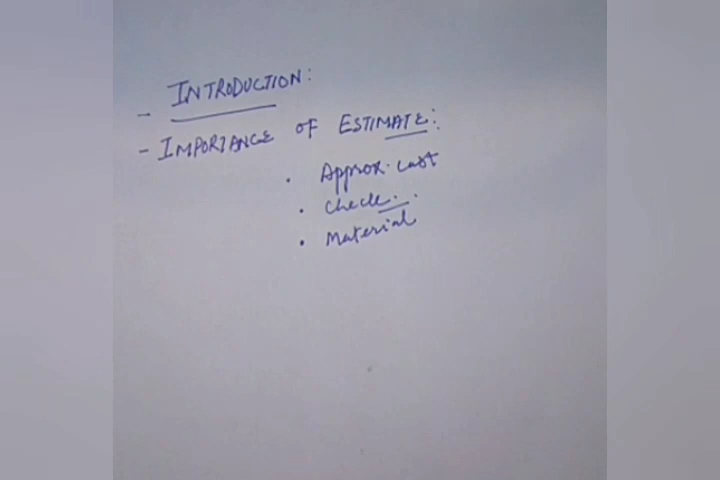 - INTRODUCTION:
- IMPORTANCE OF ESTIMATE:
• Approx. cost
• Check.
• Material